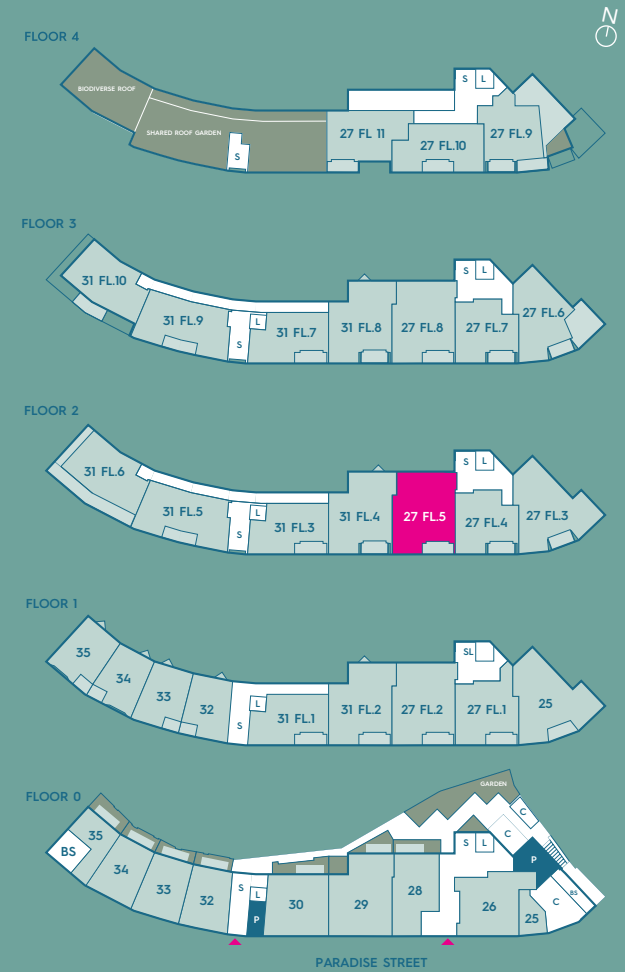 N
FLOOR 4
S L
BIODIVERSE ROOF
SHARED ROOF GARDEN
27 FL 11
27 FL.10
27 FL.9
S
FLOOR 3
S L
31 FL.10
31 FL.9
L
S
31 FL.7
31 FL.8
27 FL.8
27 FL.7
27 FL.6
FLOOR 2
S L
31 FL.6
31 FL.5
L
S
31 FL.3
31 FL.4
27 FL.5
27 FL.4
27 FL.3
FLOOR 1
SL
35
34
33
32
L
S
31 FL.1
31 FL.2
27 FL.2
27 FL.1
25
FLOOR 0
GARDEN
C
C
S L
P
BS
35
34
33
32
S
L
P
30
29
28
26
25
C
BS
PARADISE STREET